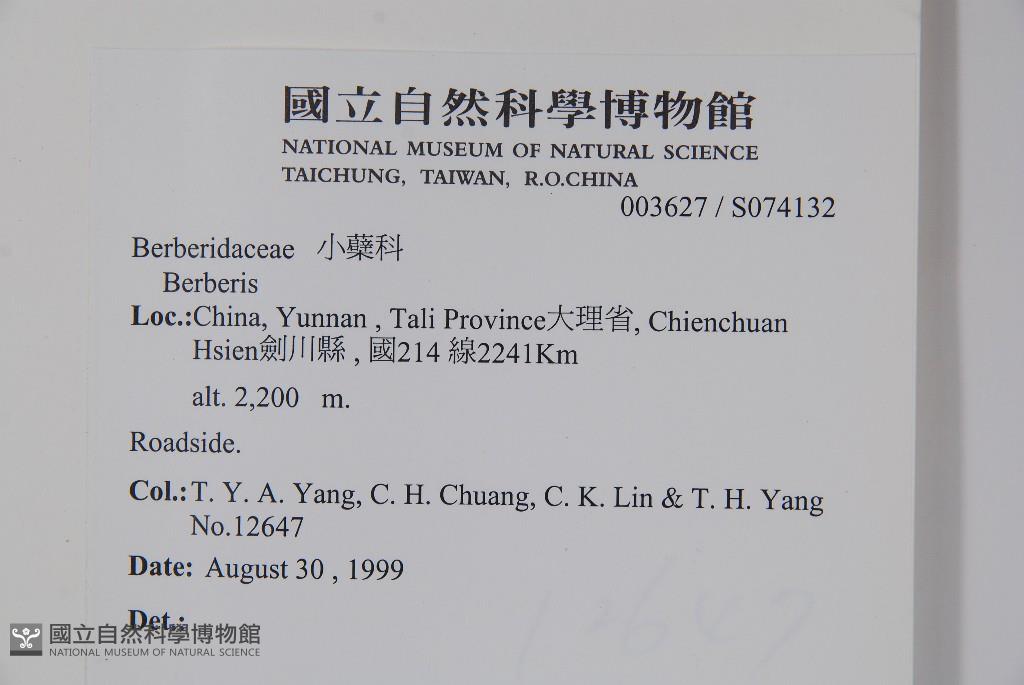 國立自然科學博物館
NATIONAL MUSEUM OF NATURAL SCIENCE
TAICHUNG, TAIWAN, R.O.CHINA
003627 / S074132
Berberidaceae 小蘗科
Berberis
Loc.:China, Yunnan , Tali Province大理省, Chienchuan
Hsien劍川縣 , 國214 線2241Km
alt. 2,200 m.
Roadside.
Col.: T. Y. A. Yang, C. H. Chuang, C. K. Lin & T. H. Yang
No.12647
Date: August 30 , 1999
Det.:
12647
國立自然科學博物館
NATIONAL MUSEUM OF NATURAL SCIENCE